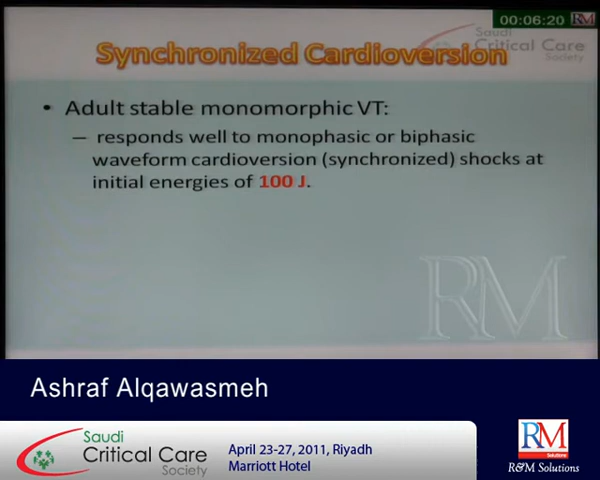 00:06:20 RM
Saudi
Critical Care
Society
Synchronized Cardioversion
• Adult stable monomorphic VT:
– responds well to monophasic or biphasic
waveform cardioversion (synchronized) shocks at
initial energies of 100 J.
RM
Ashraf Alqawasmeh
Saudi
Critical Care
Society
April 23-27, 2011, Riyadh
Marriott Hotel
RM
Solutions
R&M Solutions